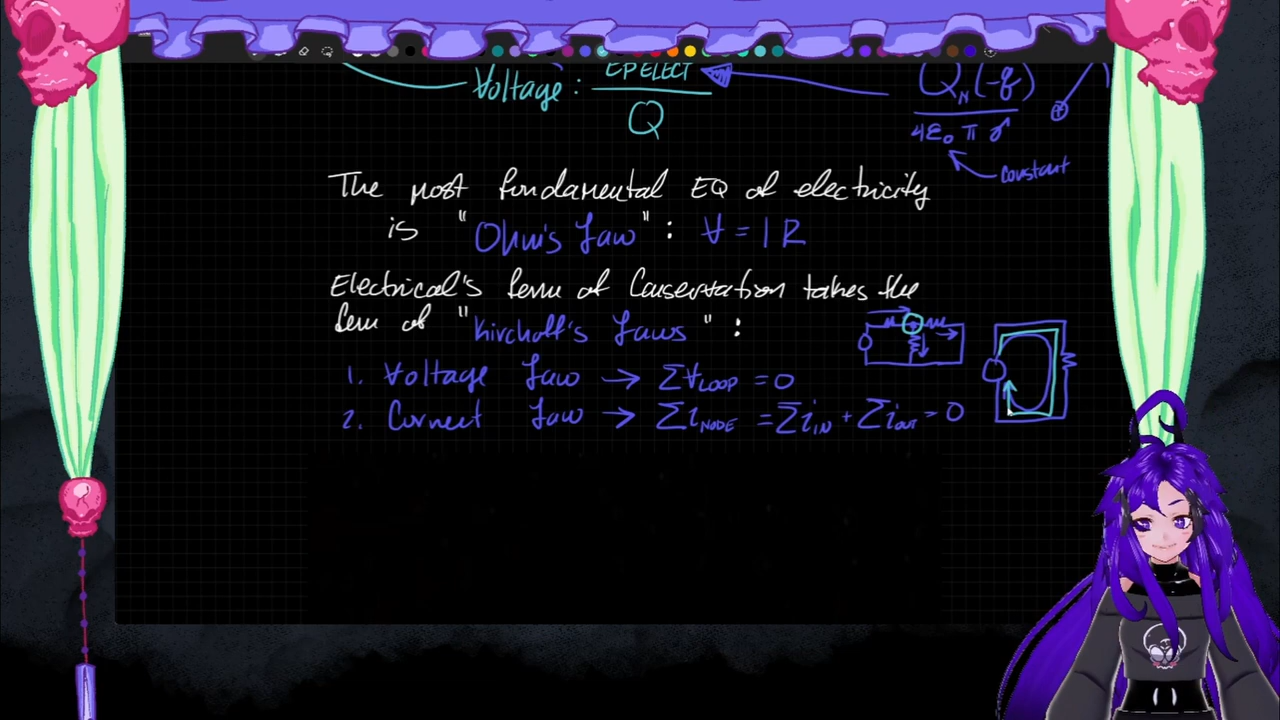 Voltage : EPELECT / Q
QN(-q) / 4ε₀ π r
constant
The most fundamental EQ of electricity
is "Ohm's Law" : V = I R
Electrical's form of Conservation takes the
form of "Kirchoff's Laws" :
1. Voltage Law → ΣVLOOP = 0
2. Current Law → ΣiNODE = ΣiIN + ΣiOUT = 0